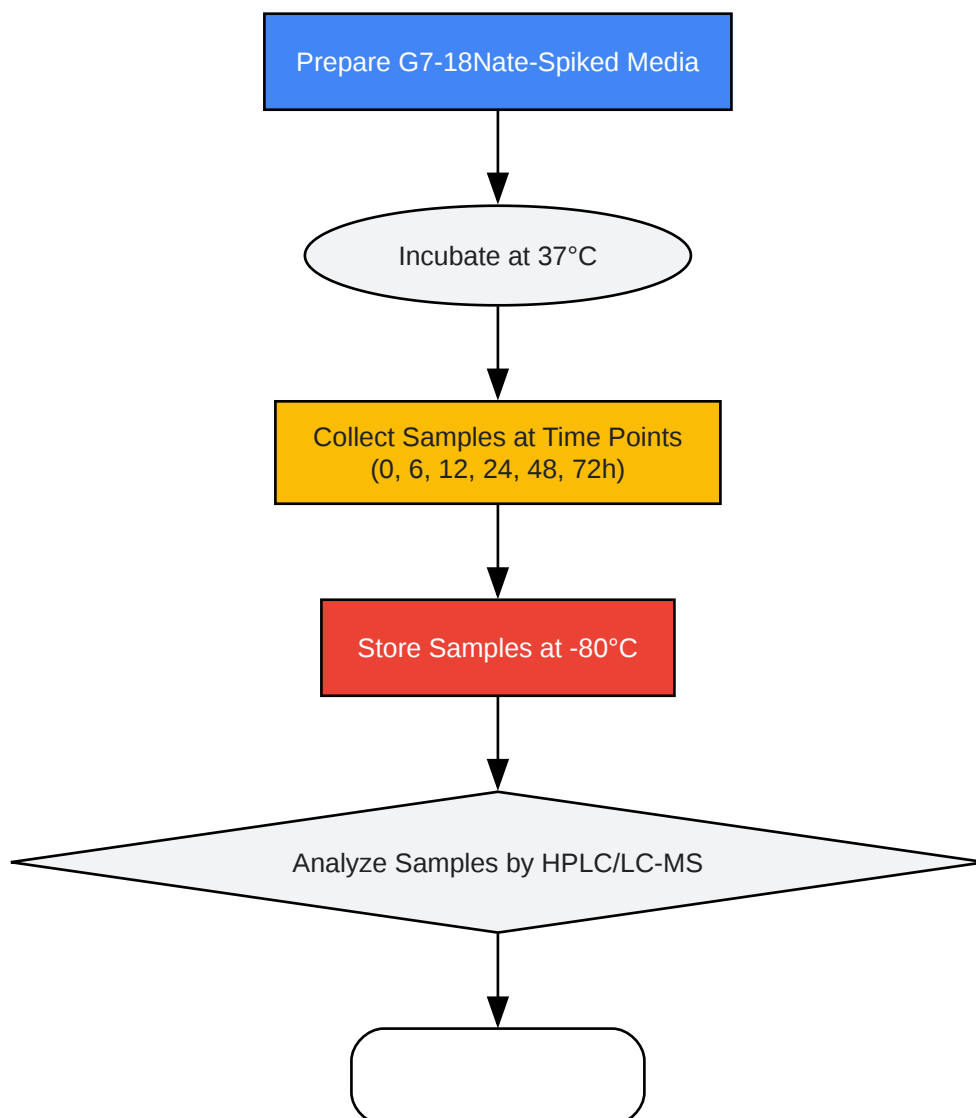 Prepare G7-18Nate-Spiked Media
Incubate at 37°C
Collect Samples at Time Points
(0, 6, 12, 24, 48, 72h)
Store Samples at -80°C
Analyze Samples by HPLC/LC-MS